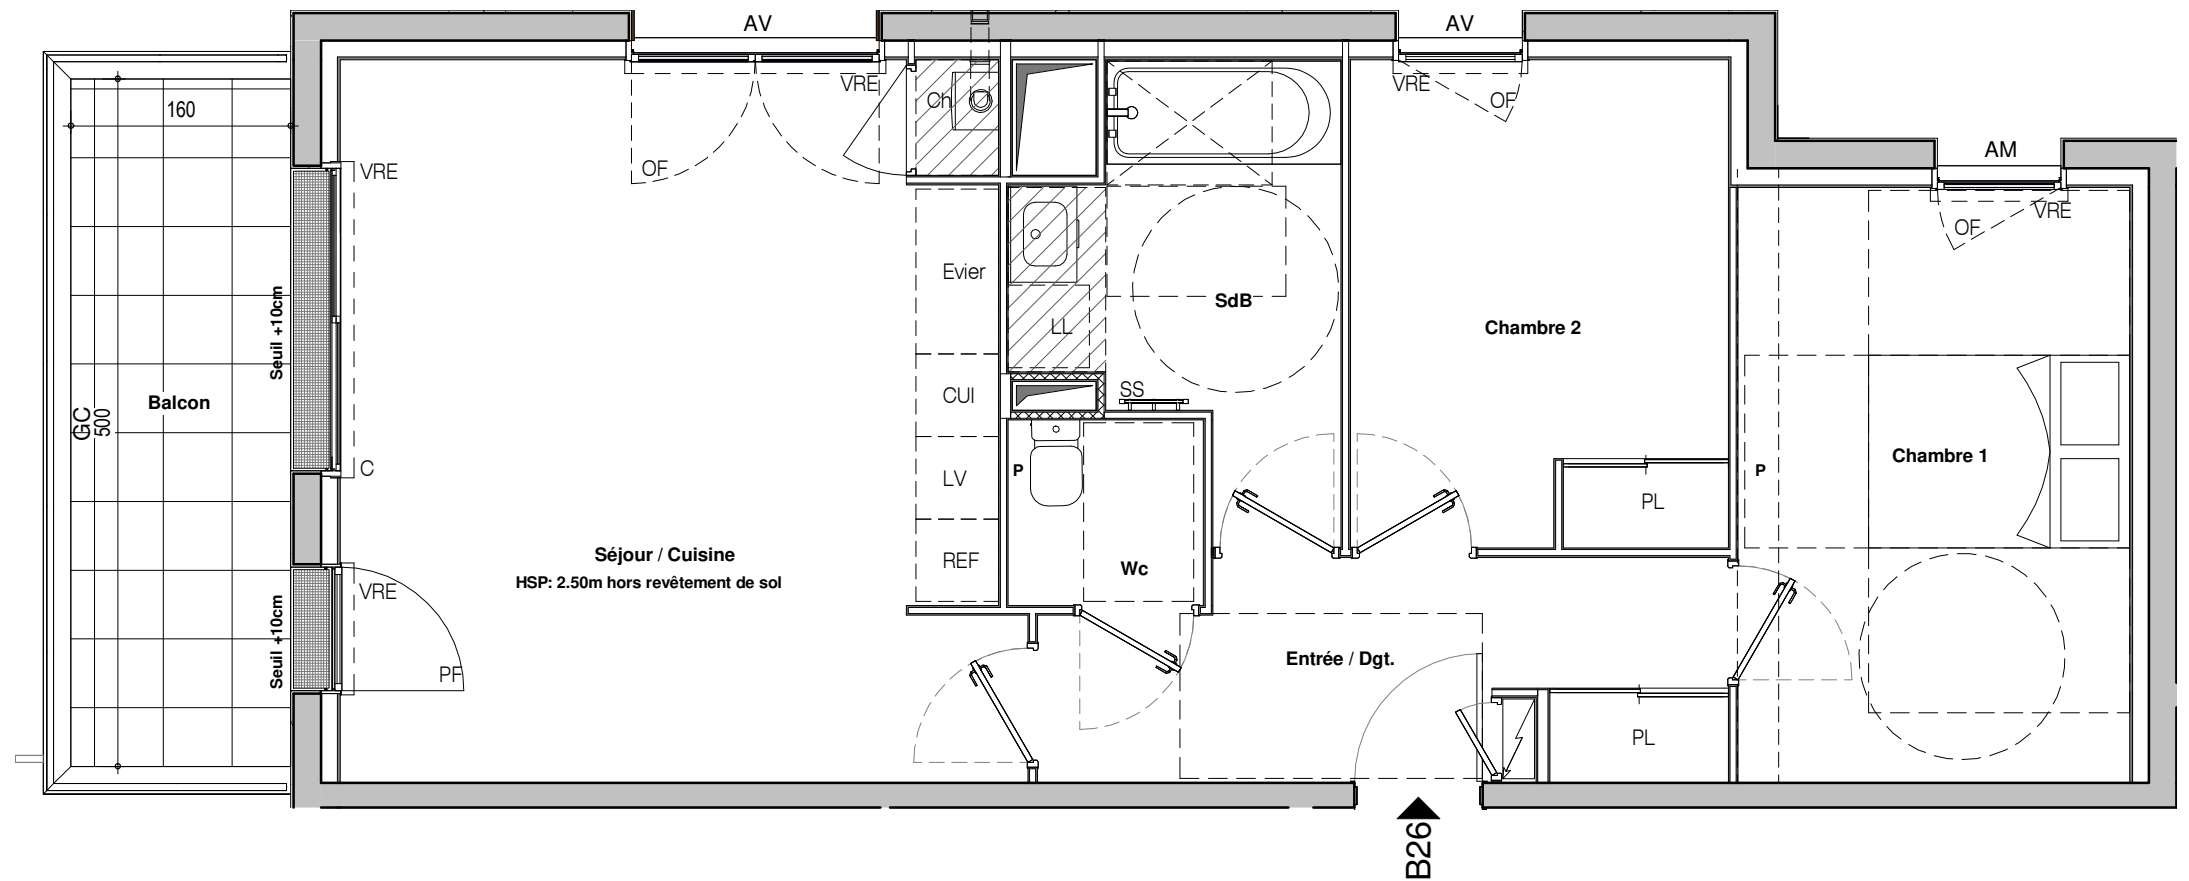 AV
AV
AM
160
VRE
OF
VRE
Ch
VRE
OF
OF
VRE
Seuil +10cm
Balcon
GC
500
C
Evier
CUI
LV
REF
LL
SdB
SS
Chambre 2
Chambre 1
P
P
PL
Séjour / Cuisine
HSP: 2.50m hors revêtement de sol
Wc
VRE
PF
Seuil +10cm
Entrée / Dgt.
PL
B26